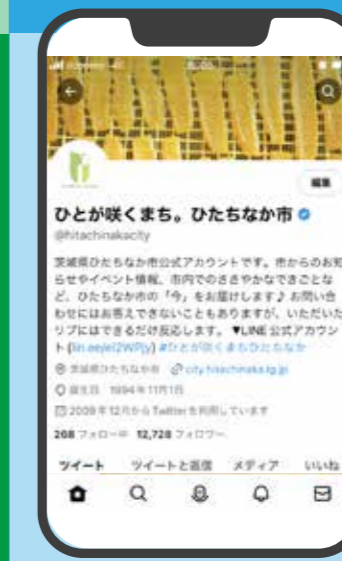 編集
ひとが咲くまち。ひたちなか市
@hitachinakacity
茨城県ひたちなか市公式アカウントです。市からのお知
らせやイベント情報、市内でのささやかなできごとな
ど、ひたちなか市の「今」をお届けします♪ お問い合
わせにはお答えできないこともありますが、いただいた
リプにはできるだけ反応します。 ▼LINE 公式アカウン
ト #ひとが咲くまちひたちなか
茨城県ひたちなか市 city.hitachinaka.lg.jp
誕生日 1994年11月1日
2009年12月からTwitterを利用しています
268 フォロー中 12,728 フォロワー
ツイート ツイートと返信 メディア いいね